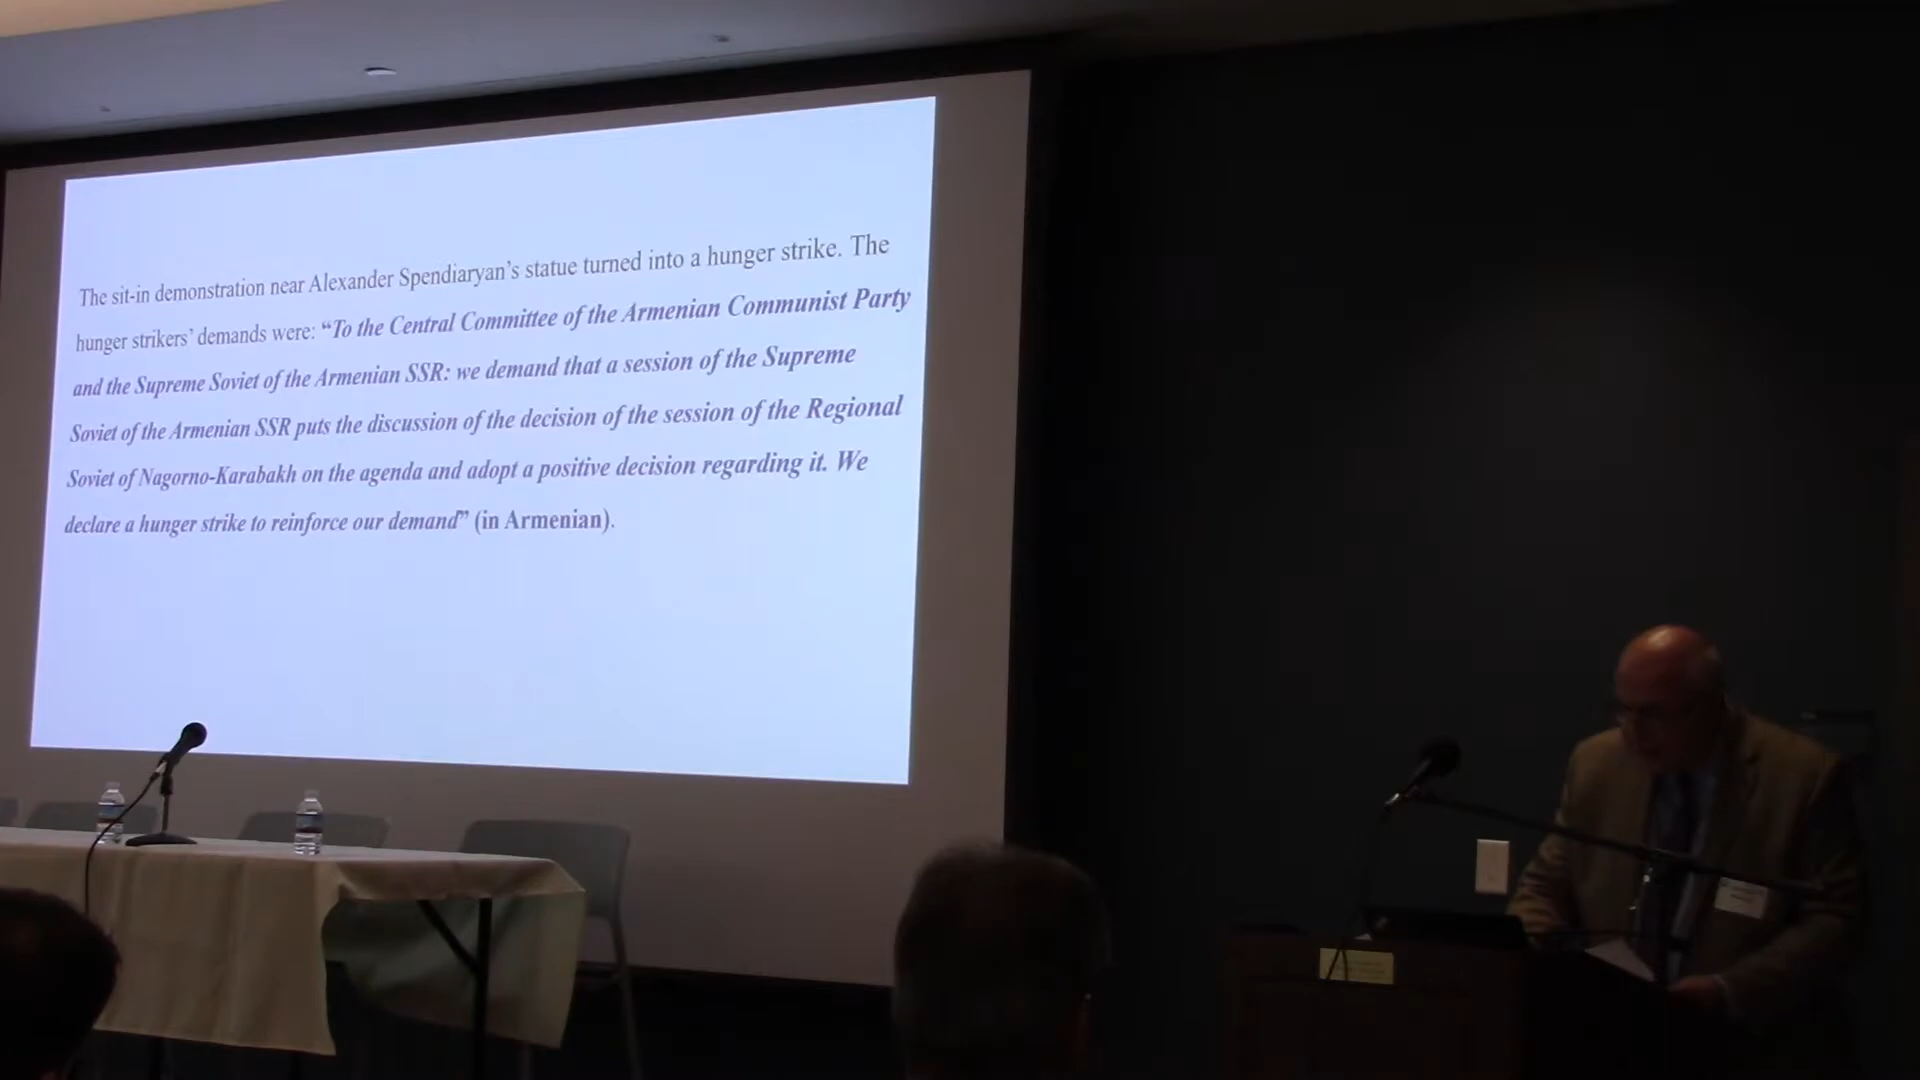 The sit-in demonstration near Alexander Spendiaryan’s statue turned into a hunger strike. The
hunger strikers’ demands were: “To the Central Committee of the Armenian Communist Party
and the Supreme Soviet of the Armenian SSR: we demand that a session of the Supreme
Soviet of the Armenian SSR puts the discussion of the decision of the session of the Regional
Soviet of Nagorno-Karabakh on the agenda and adopt a positive decision regarding it. We
declare a hunger strike to reinforce our demand” (in Armenian).